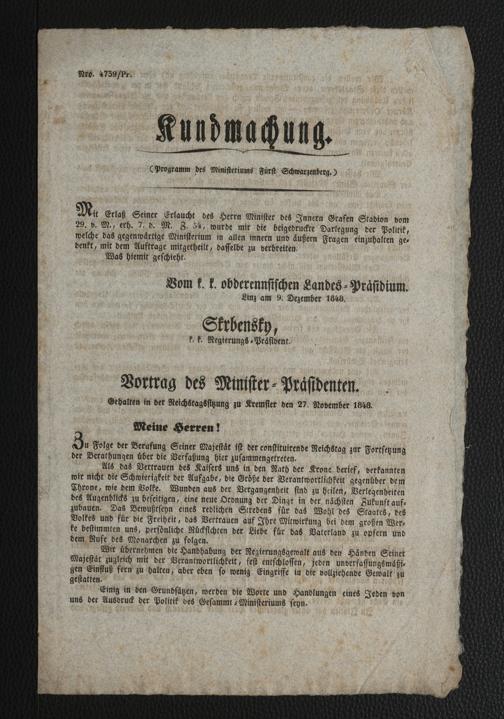 Nro. 4759/Pr.
Kundmachung.
(Programm des Ministeriums Fürst Schwarzenberg.)
Mit Erlaß Seiner Erlaucht des Herrn Minister des Innern Grafen Stadion vom
29. v. M., erh. 7. d. M. Z. 54, wurde mir die beigedruckte Darlegung der Politik,
welche das gegenwärtige Ministerium in allen innern und äußern Fragen einzuhalten ge-
denkt, mit dem Auftrage mitgetheilt, dasselbe zu verbreiten.
Was hiemit geschieht.
Vom k. k. obderennsischen Landes-Präsidium.
Linz am 9. Dezember 1848.
Skrbensky,
k. k. Regierungs-Präsident.
Vortrag des Minister-Präsidenten.
Gehalten in der Reichstagssitzung zu Kremsier den 27. November 1848.
Meine Herren!
Zu Folge der Berufung Seiner Majestät ist der constituirende Reichstag zur Fortsetzung
der Berathungen über die Verfassung hier zusammengetreten.
Als das Vertrauen des Kaisers uns in den Rath der Krone berief, verkannten
wir nicht die Schwierigkeit der Aufgabe, die Größe der Verantwortlichkeit gegenüber dem
Throne, wie dem Volke. Wunden aus der Vergangenheit sind zu heilen, Verlegenheiten
des Augenblicks zu beseitigen, eine neue Ordnung der Dinge in der nächsten Zukunft aufzu-
bauen. Das Bewußtseyn eines redlichen Strebens für das Wohl des Staates, des
Volkes und für die Freiheit, das Vertrauen auf Ihre Mitwirkung bei dem großen Wer-
ke bestimmten uns, persönliche Rücksichten der Liebe für das Vaterland zu opfern und
dem Rufe des Monarchen zu folgen.
Wir übernehmen die Handhabung der Regierungsgewalt aus den Händen Seiner
Majestät zugleich mit der Verantwortlichkeit, fest entschlossen, jeden unverfassungsmäßi-
gen Einfluß fern zu halten, aber eben so wenig Eingriffe in die vollziehende Gewalt zu
gestatten.
Einig in den Grundsätzen, werden die Worte und Handlungen eines Jeden von
uns der Ausdruck der Politik des Gesammt-Ministeriums seyn.